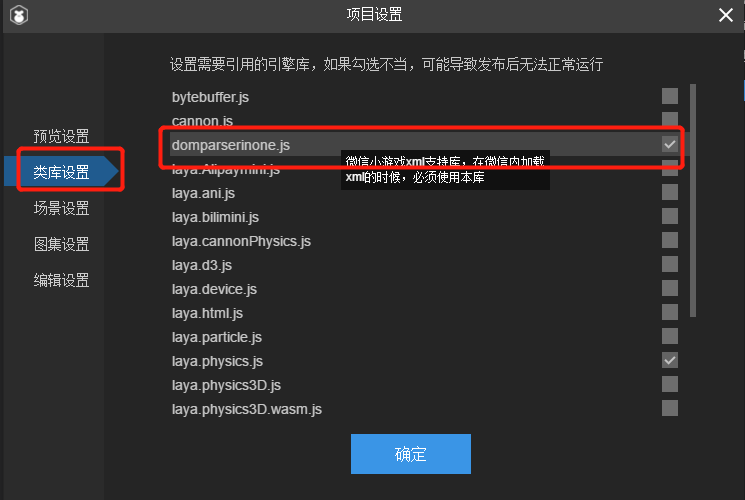 项目设置
设置需要引用的引擎库，如果勾选不当，可能导致发布后无法正常运行
预览设置
类库设置
场景设置
图集设置
编辑设置
bytebuffer.js
cannon.js
domparserinone.js
微信小游戏xml支持库，在微信内加载
xml的时候，必须使用本库
laya.Alipaymini.js
laya.ani.js
laya.bilimini.js
laya.cannonPhysics.js
laya.d3.js
laya.device.js
laya.html.js
laya.particle.js
laya.physics.js
laya.physics3D.js
laya.physics3D.wasm.js
确定